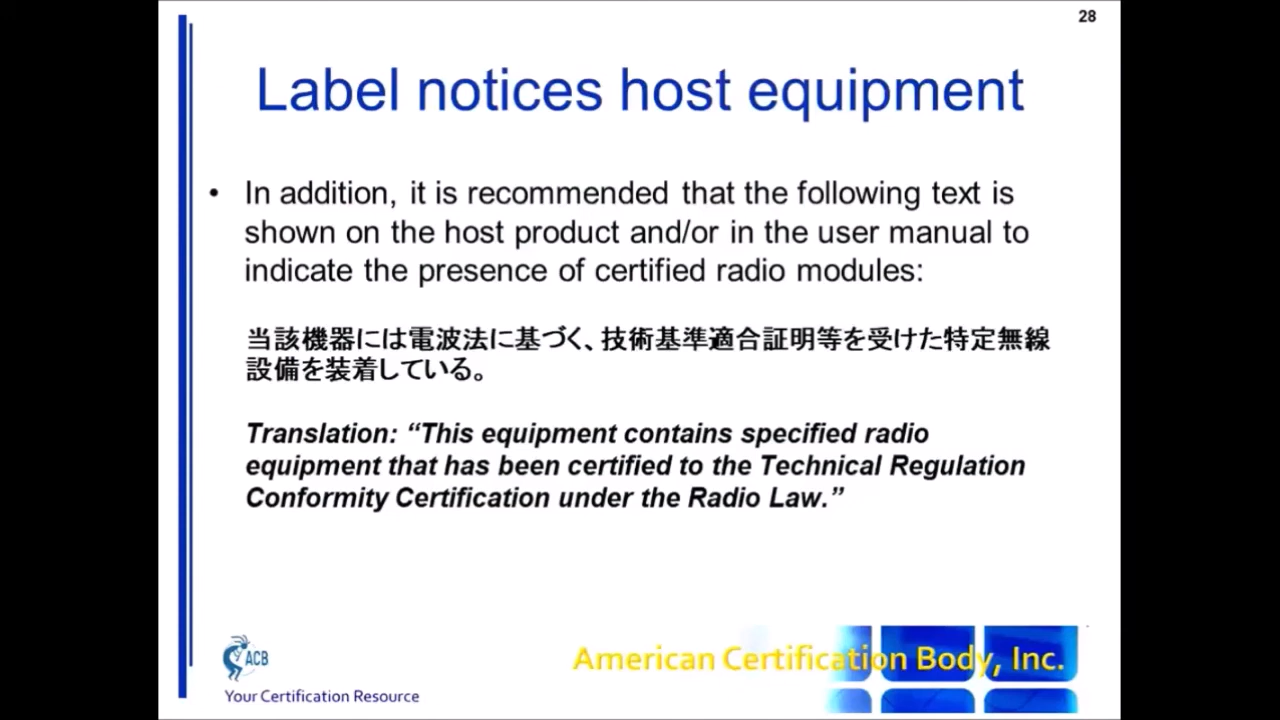 28
Label notices host equipment
• In addition, it is recommended that the following text is
shown on the host product and/or in the user manual to
indicate the presence of certified radio modules:
当該機器には電波法に基づく、技術基準適合証明等を受けた特定無線
設備を装着している。
Translation: “This equipment contains specified radio
equipment that has been certified to the Technical Regulation
Conformity Certification under the Radio Law.”
ACB
American Certification Body, Inc.
Your Certification Resource